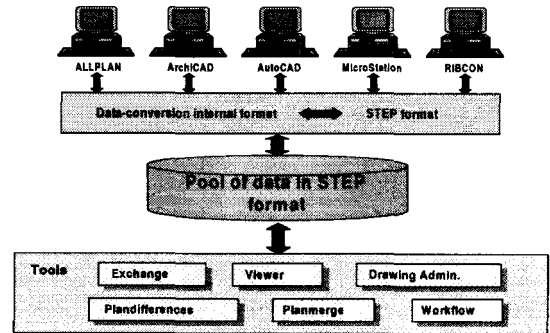 ALLPLAN ArchiCAD AutoCAD MicroStation RIBCON
Data-conversion internal format STEP format
Pool of data in STEP
format
Tools
Exchange Viewer Drawing Admin.
Plandifferences Planmerge Workflow